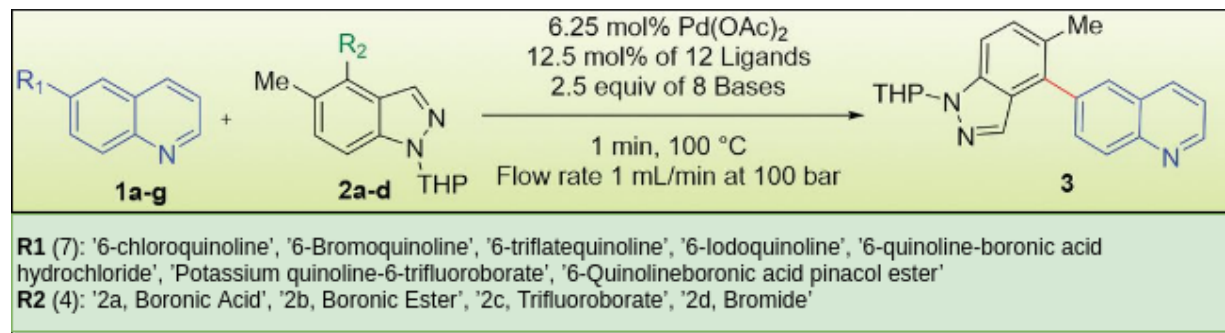 6.25 mol% Pd(OAc)2
12.5 mol% of 12 Ligands
2.5 equiv of 8 Bases
1 min, 100 °C
Flow rate 1 mL/min at 100 bar
R1
N
1a-g
+
R2
Me
N
N
THP
2a-d
Me
THP
N
N
N
3
R1 (7): '6-chloroquinoline', '6-Bromoquinoline', '6-triflatequinoline', '6-Iodoquinoline', '6-quinoline-boronic acid
hydrochloride', 'Potassium quinoline-6-trifluoroborate', '6-Quinolineboronic acid pinacol ester'
R2 (4): '2a, Boronic Acid', '2b, Boronic Ester', '2c, Trifluoroborate', '2d, Bromide'